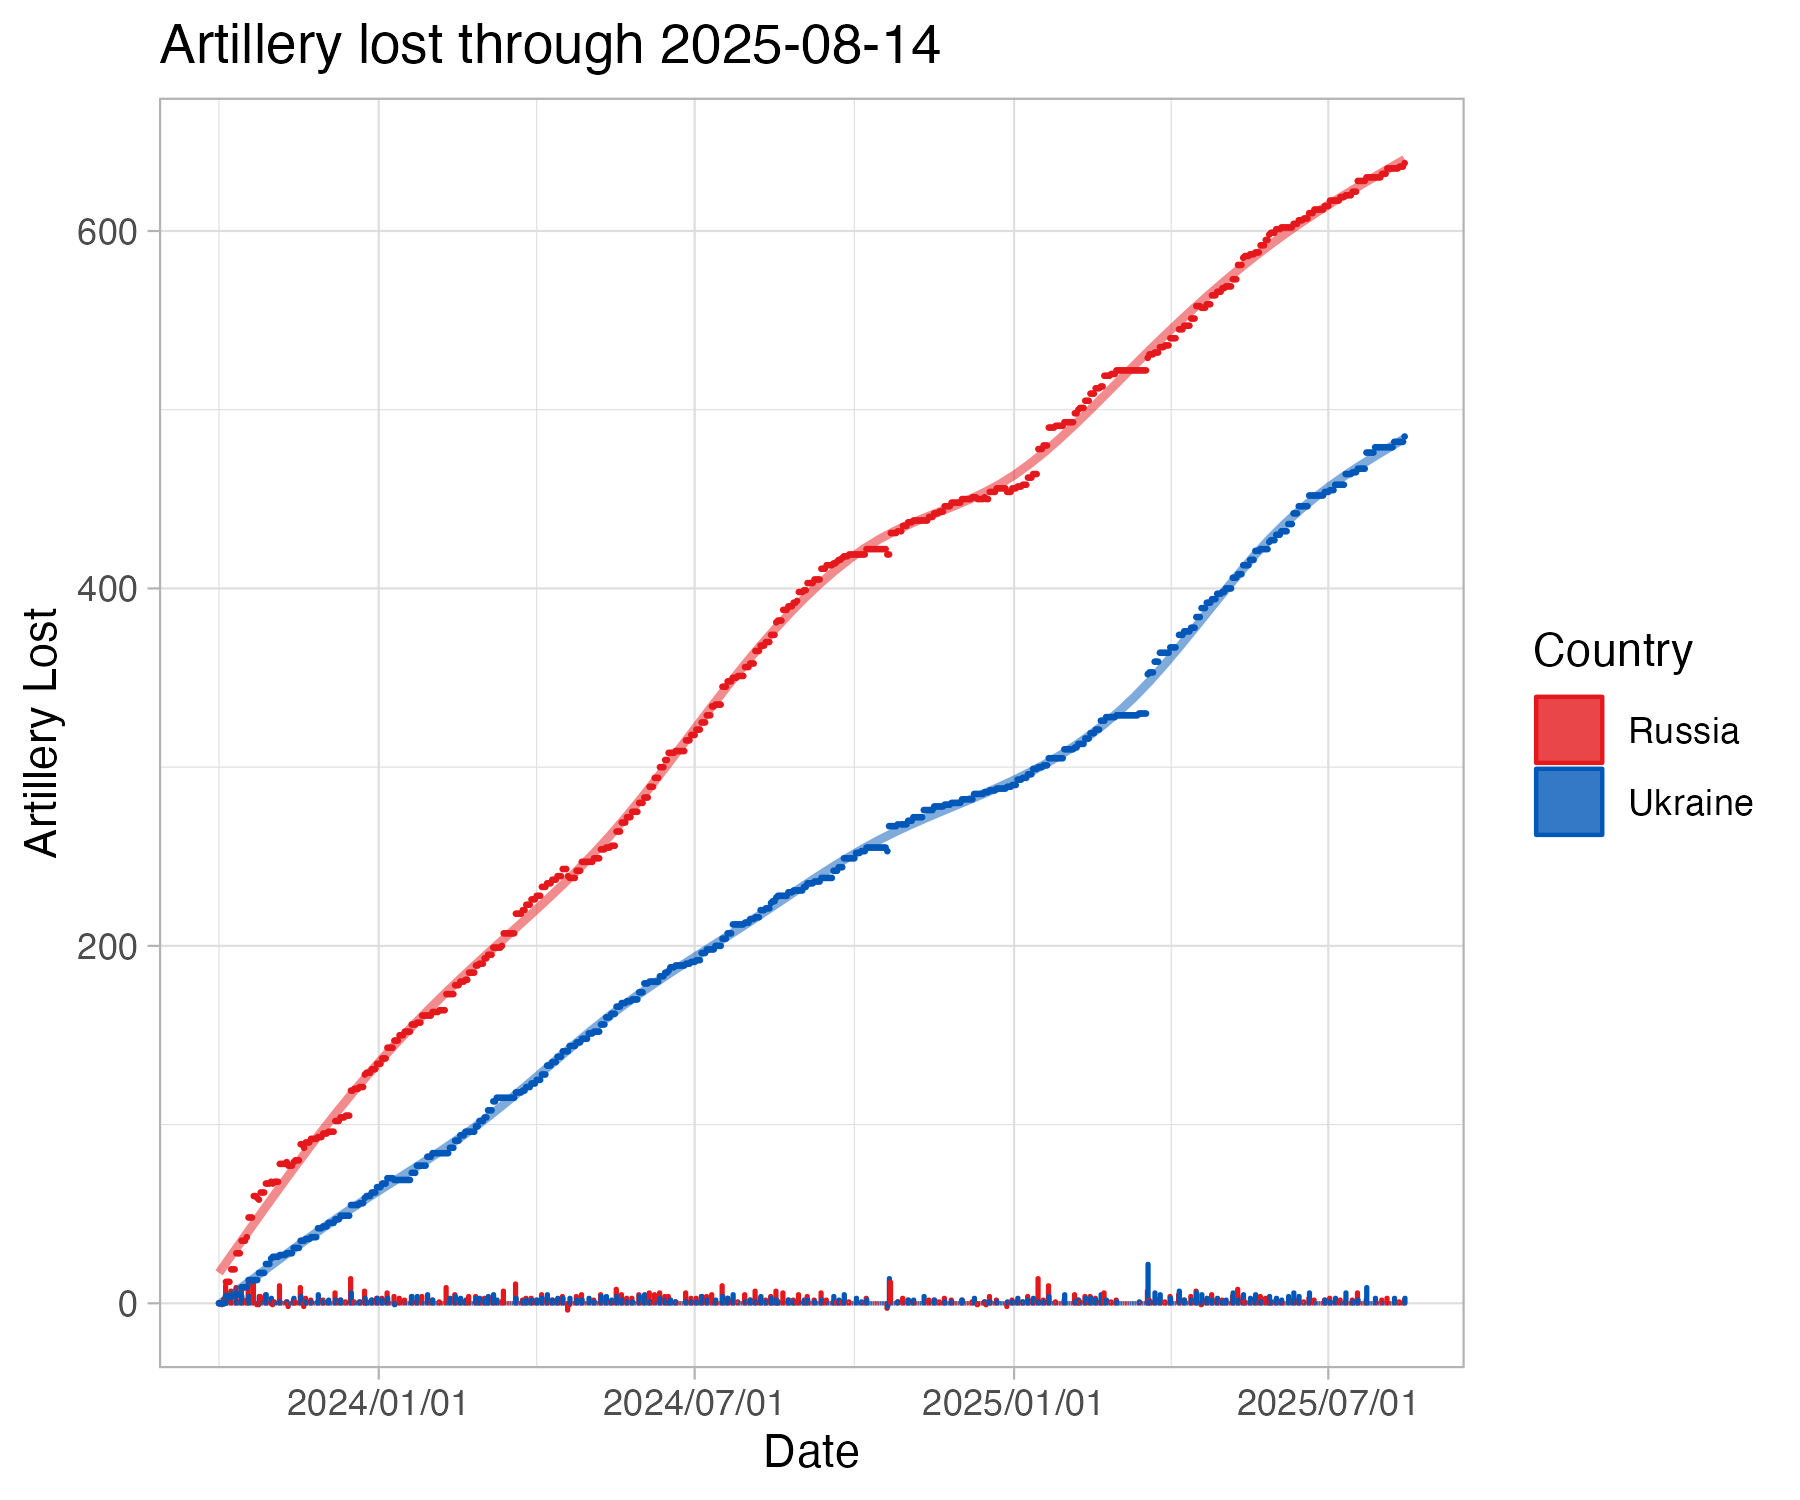 Artillery lost through 2025-08-14
Artillery Lost
600
400
200
0
2024/01/01
2024/07/01
2025/01/01
2025/07/01
Date
Country
Russia
Ukraine